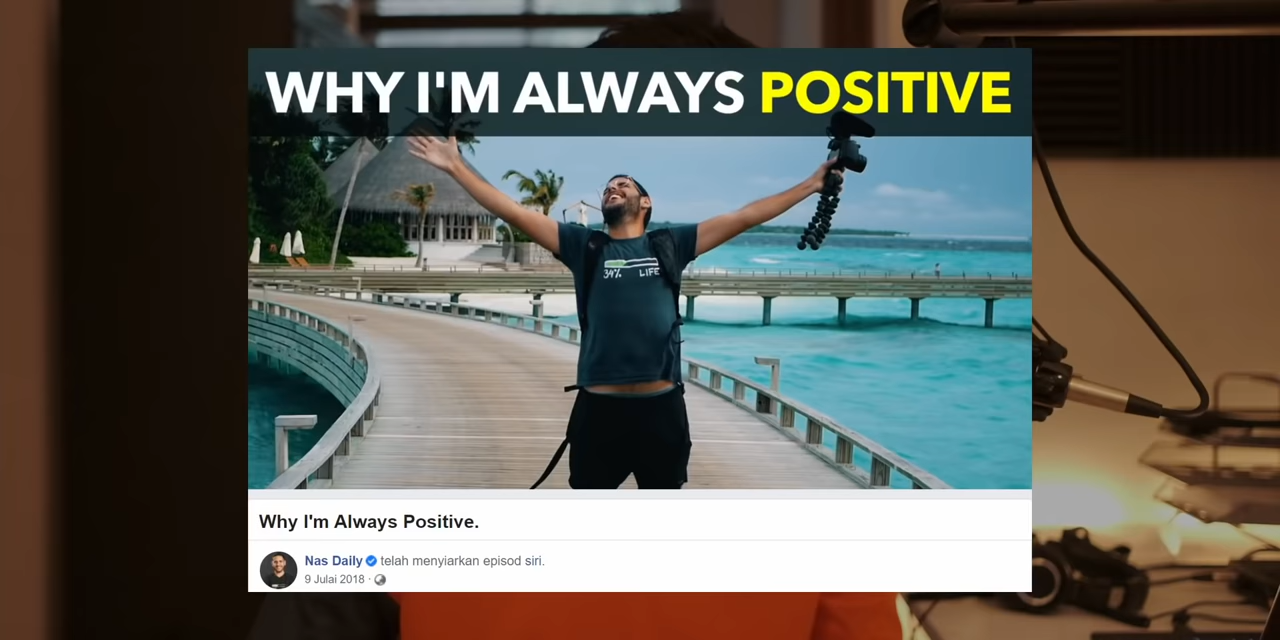 WHY I'M ALWAYS POSITIVE
34% LIFE
Why I'm Always Positive.
Nas Daily telah menyiarkan episod siri.
9 Julai 2018 ·